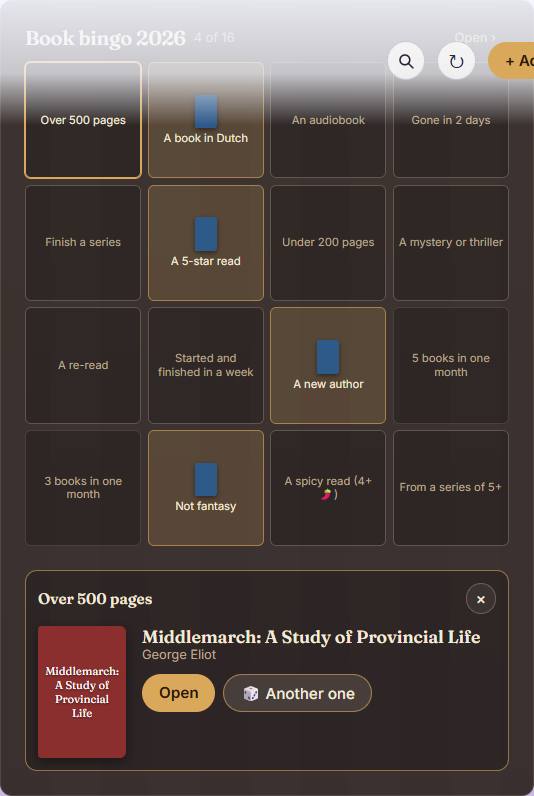 Book bingo 2026 4 of 16 Open ›
+ Ad
Over 500 pages
A book in Dutch
An audiobook
Gone in 2 days
Finish a series
A 5-star read
Under 200 pages
A mystery or thriller
A re-read
Started and
finished in a week
A new author
5 books in one
month
3 books in one
month
Not fantasy
A spicy read (4+
🌶️)
From a series of 5+
Over 500 pages
×
Middlemarch:
A Study of
Provincial
Life
Middlemarch: A Study of Provincial Life
George Eliot
Open
🎲 Another one